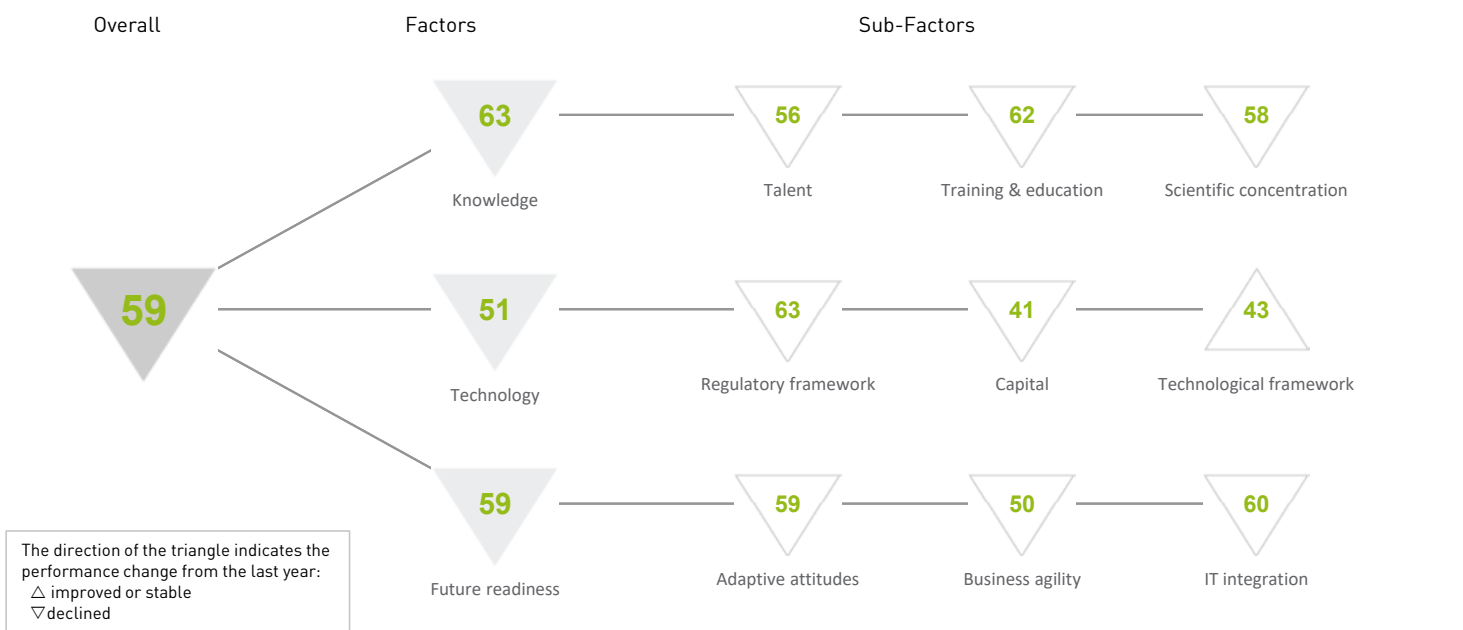 Overall
Factors
Sub-Factors
63
56
62
58
Knowledge
Talent
Training & education
Scientific concentration
59
51
63
41
43
Technology
Regulatory framework
Capital
Technological framework
59
59
50
60
Future readiness
Adaptive attitudes
Business agility
IT integration
The direction of the triangle indicates the
performance change from the last year:
△ improved or stable
▽ declined